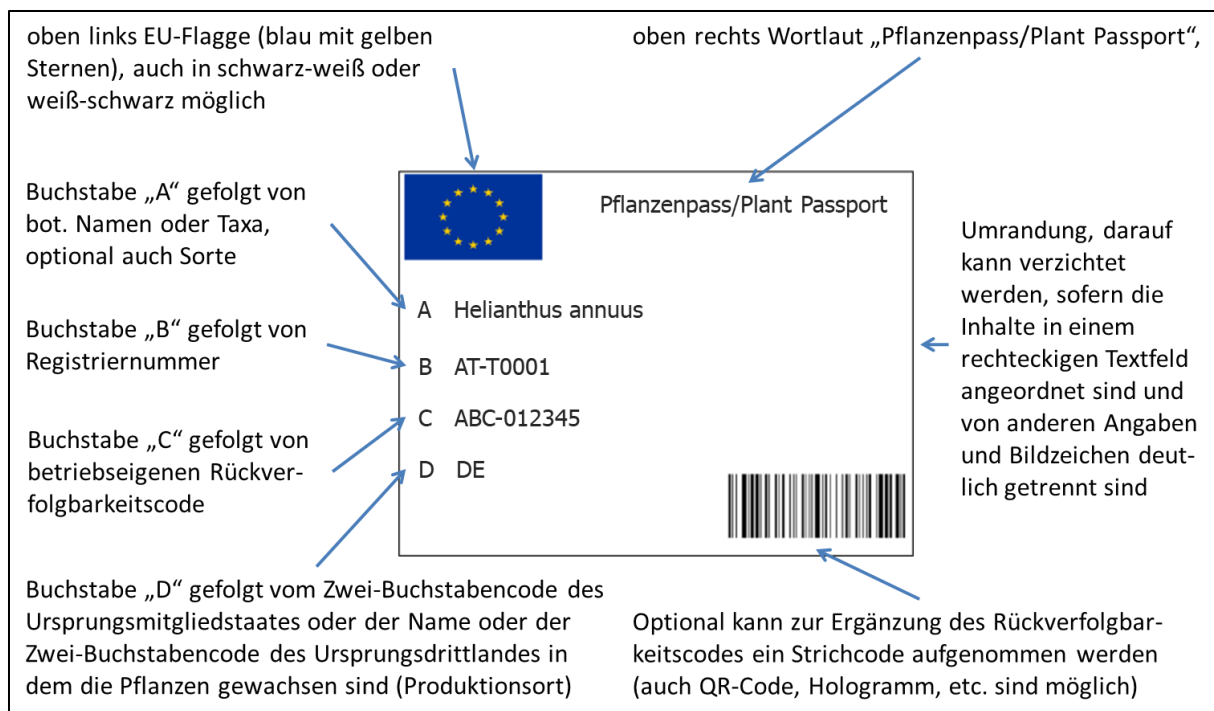 oben links EU-Flagge (blau mit gelben
Sternen), auch in schwarz-weiß oder
weiß-schwarz möglich
oben rechts Wortlaut „Pflanzenpass/Plant Passport“,
Buchstabe „A“ gefolgt von
bot. Namen oder Taxa,
optional auch Sorte
Buchstabe „B“ gefolgt von
Registriernummer
Buchstabe „C“ gefolgt von
betriebseigenen Rückver-
folgbarkeitscode
Buchstabe „D“ gefolgt vom Zwei-Buchstabencode des
Ursprungsmitgliedstaates oder der Name oder der
Zwei-Buchstabencode des Ursprungsdrittlandes in
dem die Pflanzen gewachsen sind (Produktionsort)
Pflanzenpass/Plant Passport
A Helianthus annuus
B AT-T0001
C ABC-012345
D DE
Umrandung, darauf
kann verzichtet
werden, sofern die
Inhalte in einem
rechteckigen Textfeld
angeordnet sind und
von anderen Angaben
und Bildzeichen deut-
lich getrennt sind
Optional kann zur Ergänzung des Rückverfolgbar-
keitscodes ein Strichcode aufgenommen werden
(auch QR-Code, Hologramm, etc. sind möglich)